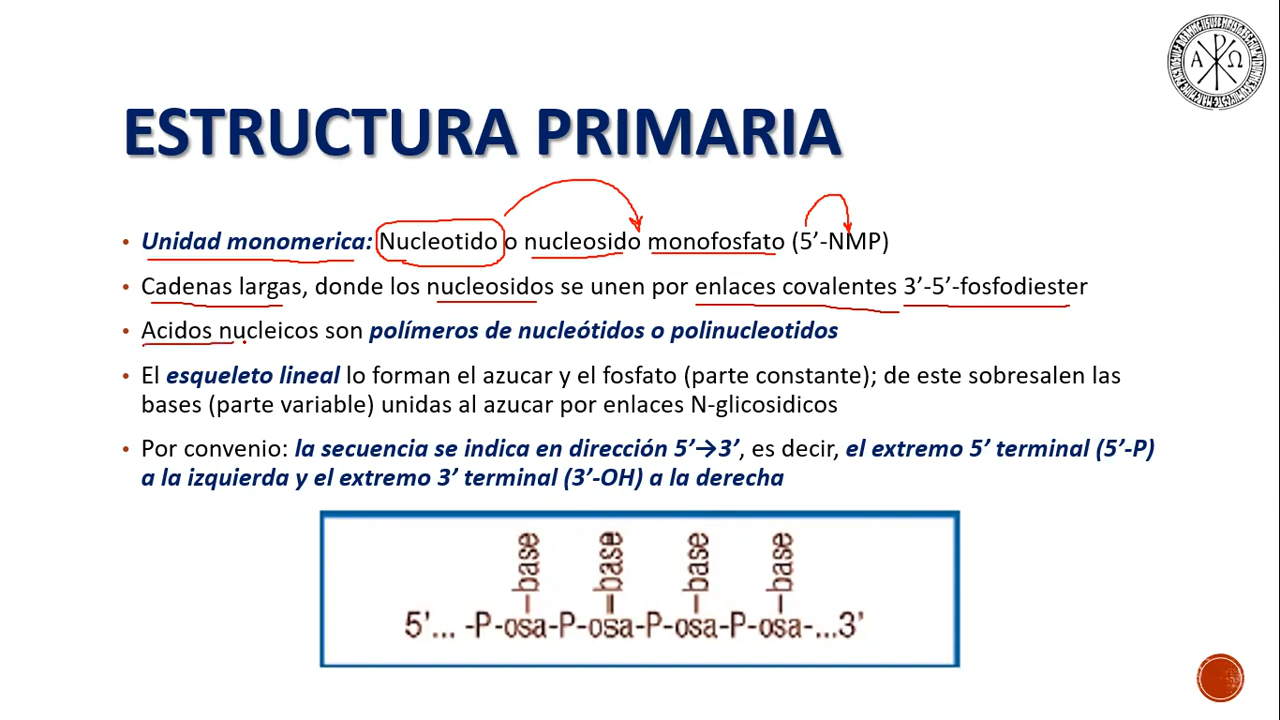 ESTRUCTURA PRIMARIA
• Unidad monomerica: Nucleotido o nucleosido monofosfato (5’-NMP)
• Cadenas largas, donde los nucleosidos se unen por enlaces covalentes 3’-5’-fosfodiester
• Acidos nucleicos son polímeros de nucleótidos o polinucleotidos
• El esqueleto lineal lo forman el azucar y el fosfato (parte constante); de este sobresalen las
bases (parte variable) unidas al azucar por enlaces N-glicosidicos
• Por convenio: la secuencia se indica en dirección 5’→3’, es decir, el extremo 5’ terminal (5’-P)
a la izquierda y el extremo 3’ terminal (3’-OH) a la derecha
base base base base
5’... -P-osa-P-osa-P-osa-P-osa-...3’
Α Ρ Ω